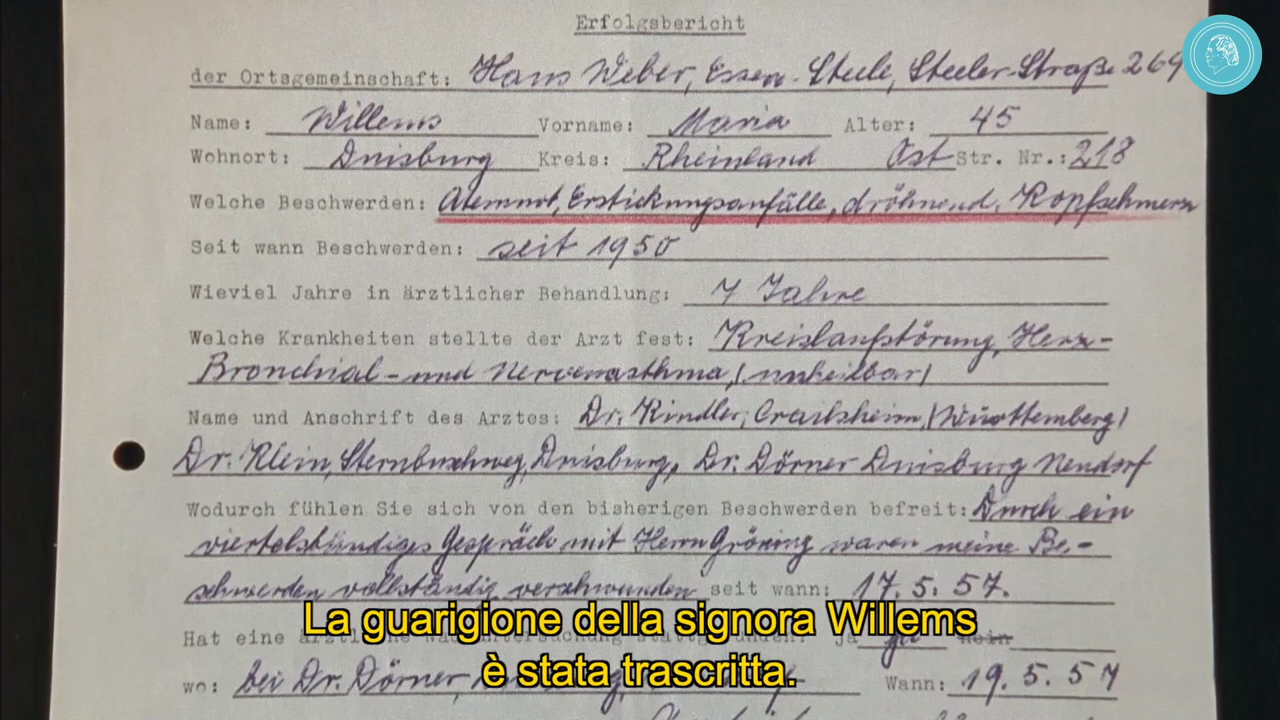 Erfolgsbericht
der Ortsgemeinschaft: Hans Weber, Essen-Steele, Steeler-Straße 269
Name: Willems Vorname: Maria Alter: 45
Wohnort: Duisburg Kreis: Rheinland Ost Str. Nr.: 218
Welche Beschwerden: Atemnot, Erstickungsanfälle, dröhnend. Kopfschmerz
Seit wann Beschwerden: seit 1950
Wieviel Jahre in ärztlicher Behandlung: 7 Jahre
Welche Krankheiten stellte der Arzt fest: Kreislaufstörung, Herz-
Bronchial- und Nervenasthma, (unheilbar)
Name und Anschrift des Arztes: Dr. Kindler, Crailsheim, (Württemberg)
Dr. Klein, Sternbuschweg, Duisburg, Dr. Dörner Duisburg Neudorf
Wodurch fühlen Sie sich von den bisherigen Beschwerden befreit: Durch ein
viertelstündiges Gespräch mit Herrn Gröning waren meine Be-
schwerden vollständig verschwunden seit wann: 17.5.57.
Hat eine ärztliche Nachuntersuchung stattgefunden: ja ja nein
wo: bei Dr. Dörner, Wann: 19.5.57
La guarigione della signora Willems
è stata trascritta.